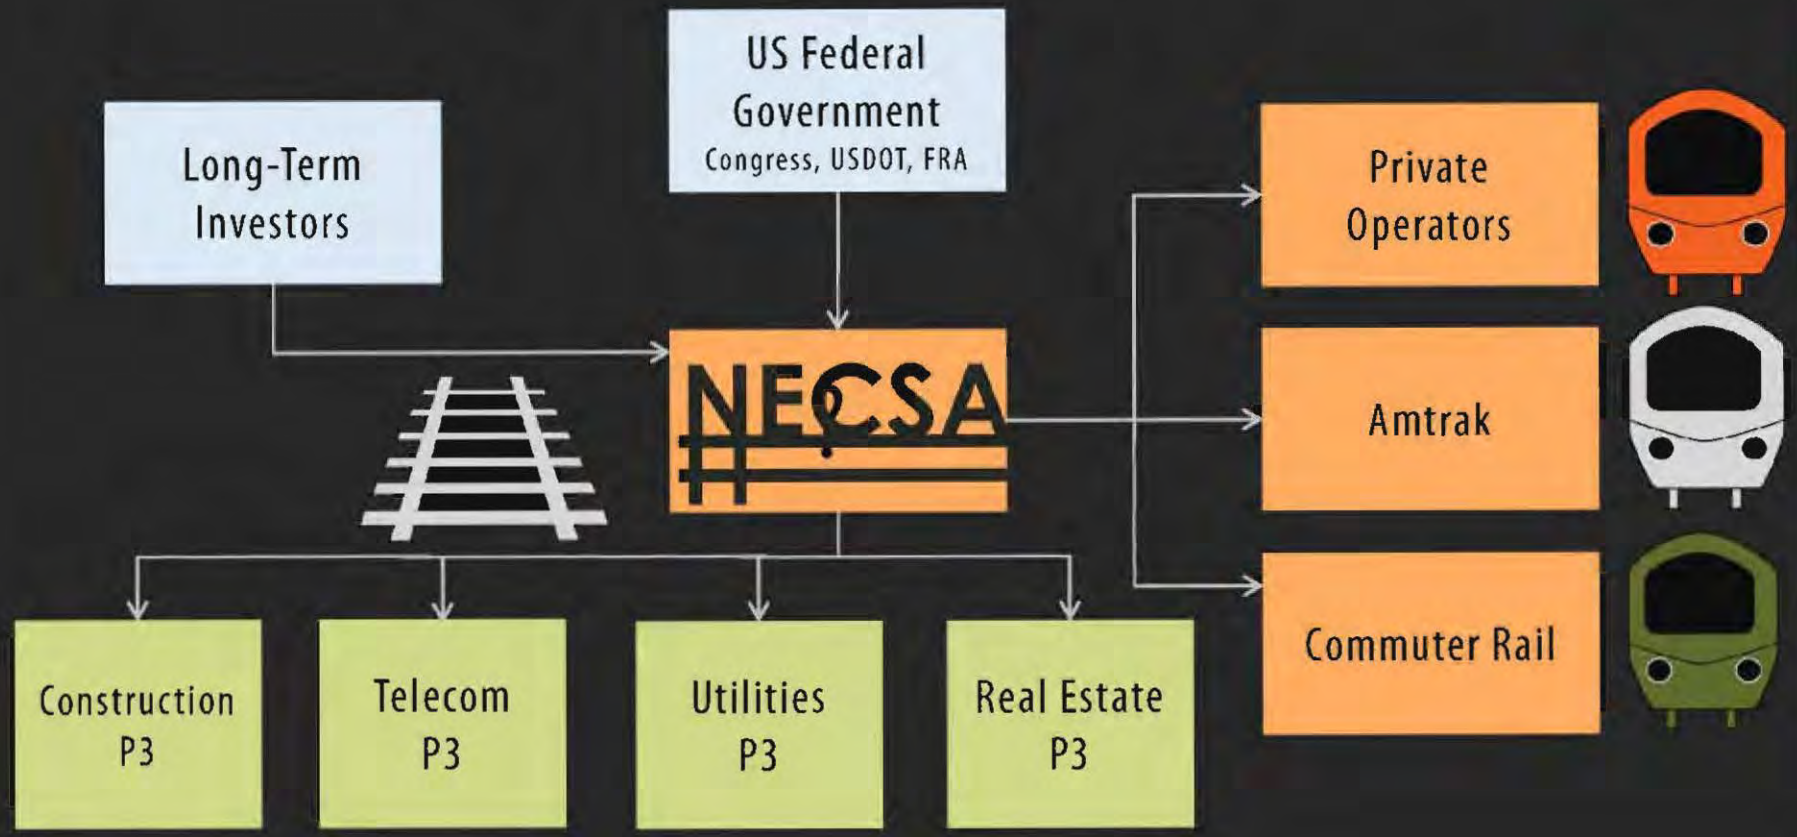 US Federal
Government
Congress, USDOT, FRA
Long-Term
Investors
Private
Operators
NECSA
Amtrak
Commuter Rail
Construction
P3
Telecom
P3
Utilities
P3
Real Estate
P3